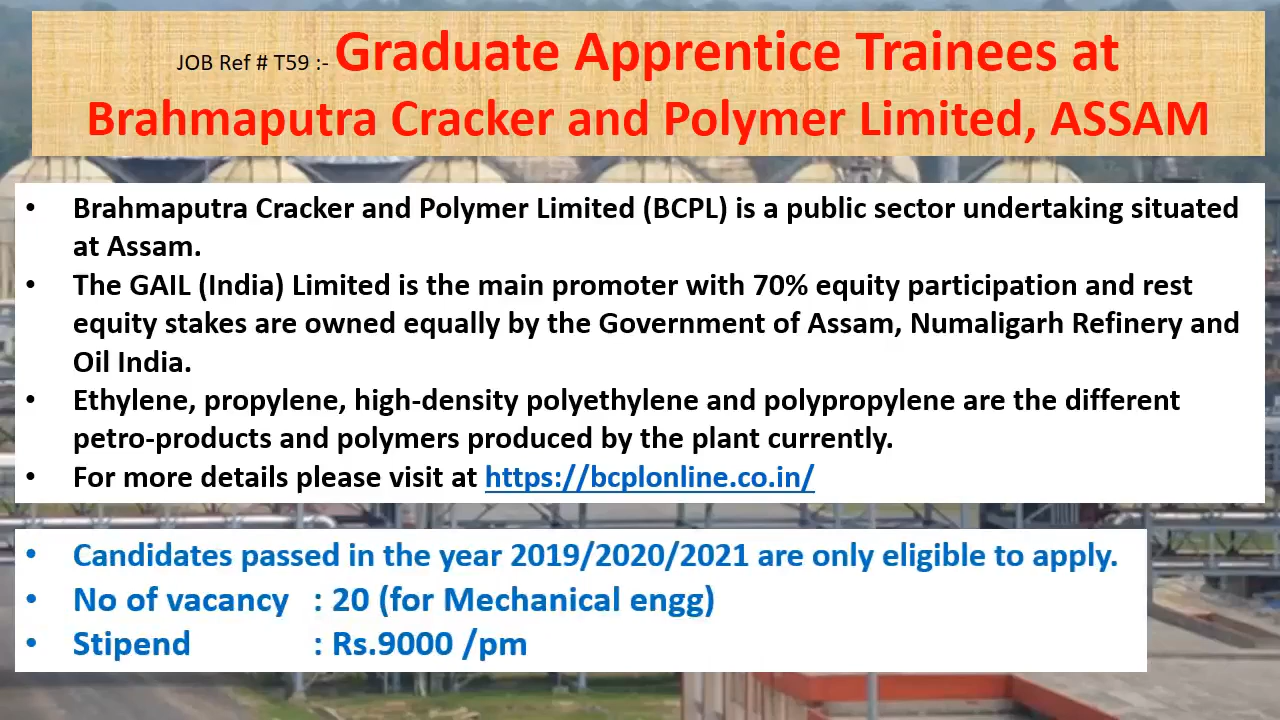 JOB Ref # T59 :- Graduate Apprentice Trainees at
Brahmaputra Cracker and Polymer Limited, ASSAM
• Brahmaputra Cracker and Polymer Limited (BCPL) is a public sector undertaking situated
at Assam.
• The GAIL (India) Limited is the main promoter with 70% equity participation and rest
equity stakes are owned equally by the Government of Assam, Numaligarh Refinery and
Oil India.
• Ethylene, propylene, high-density polyethylene and polypropylene are the different
petro-products and polymers produced by the plant currently.
• For more details please visit at https://bcplonline.co.in/
• Candidates passed in the year 2019/2020/2021 are only eligible to apply.
• No of vacancy : 20 (for Mechanical engg)
• Stipend : Rs.9000 /pm